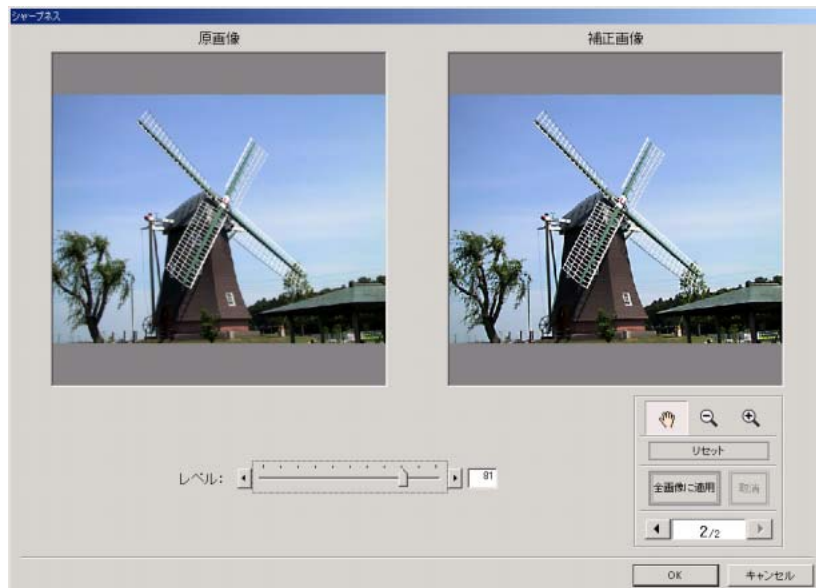 シャープネス
原画像
補正画像
レベル:
81
リセット
全画像に適用
取消
2/2
OK
キャンセル